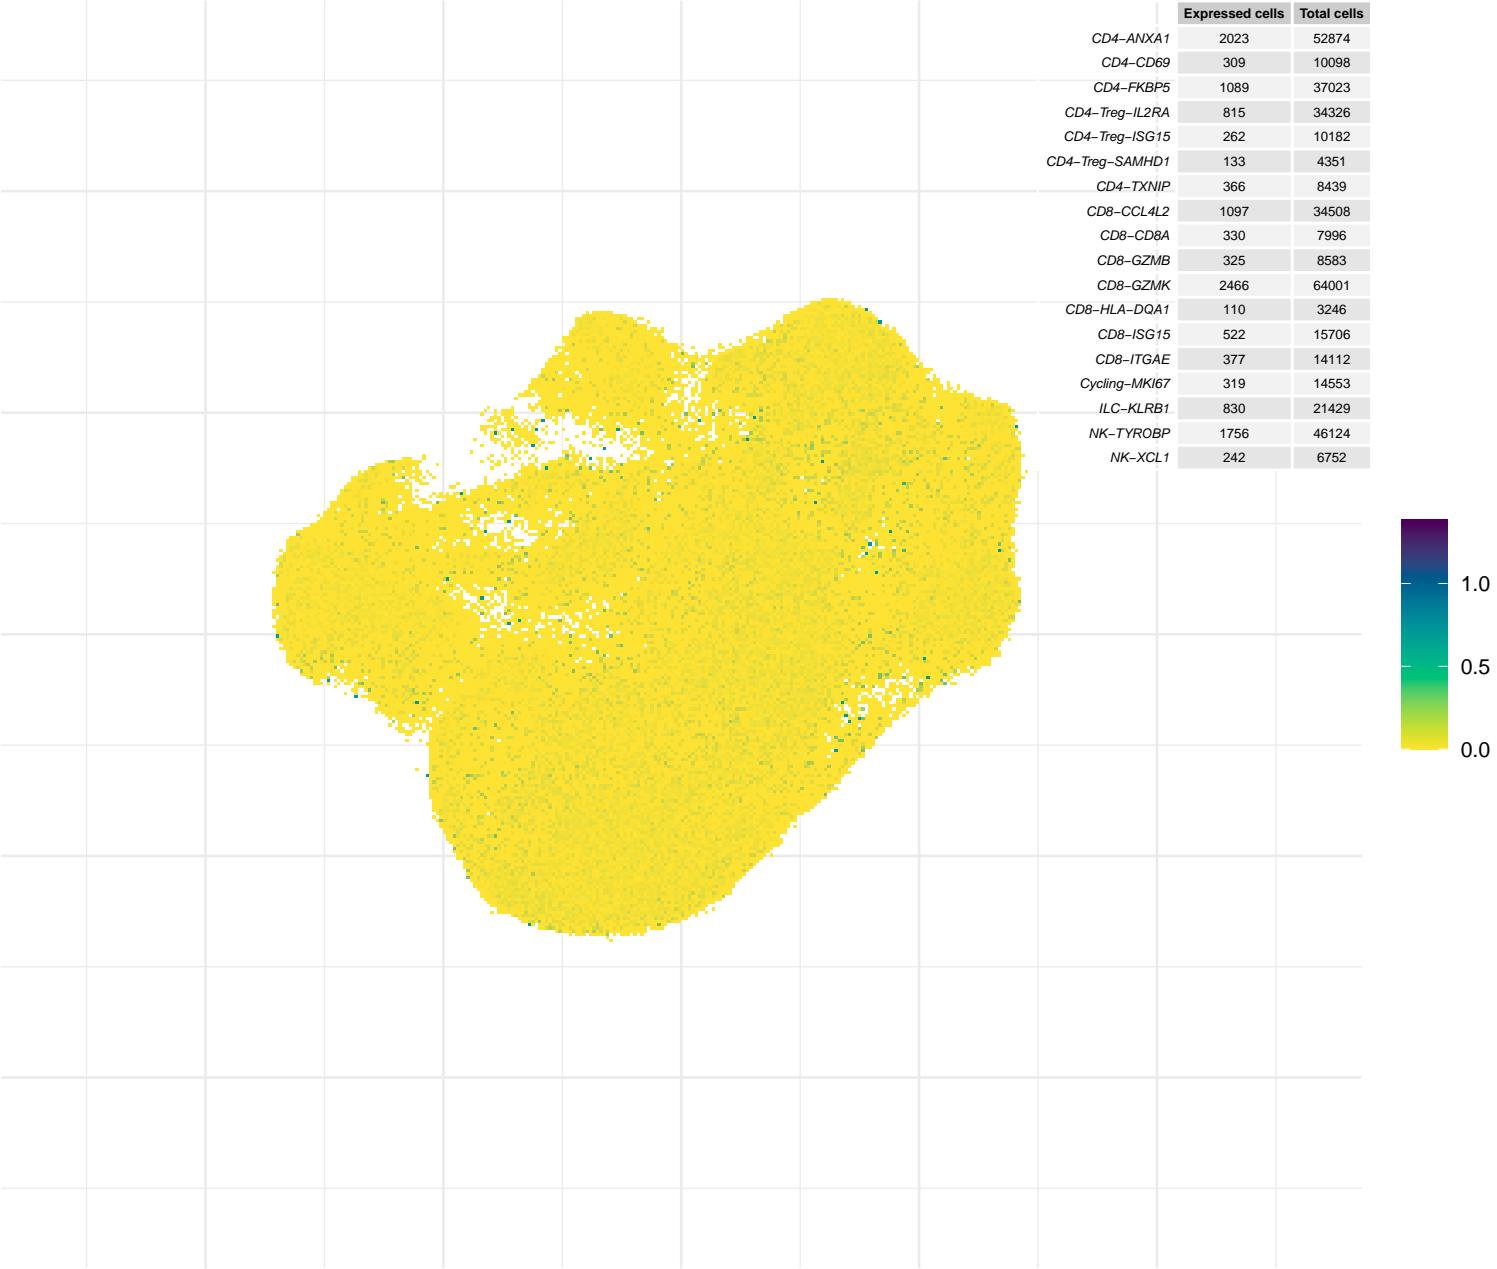 Expressed cells Total cells
CD4−ANXA1 2023 52874
CD4−CD69 309 10098
CD4−FKBP5 1089 37023
CD4−Treg−IL2RA 815 34326
CD4−Treg−ISG15 262 10182
CD4−Treg−SAMHD1 133 4351
CD4−TXNIP 366 8439
CD8−CCL4L2 1097 34508
CD8−CD8A 330 7996
CD8−GZMB 325 8583
CD8−GZMK 2466 64001
CD8−HLA−DQA1 110 3246
CD8−ISG15 522 15706
CD8−ITGAE 377 14112
Cycling−MKI67 319 14553
ILC−KLRB1 830 21429
NK−TYROBP 1756 46124
NK−XCL1 242 6752
1.0
0.5
0.0